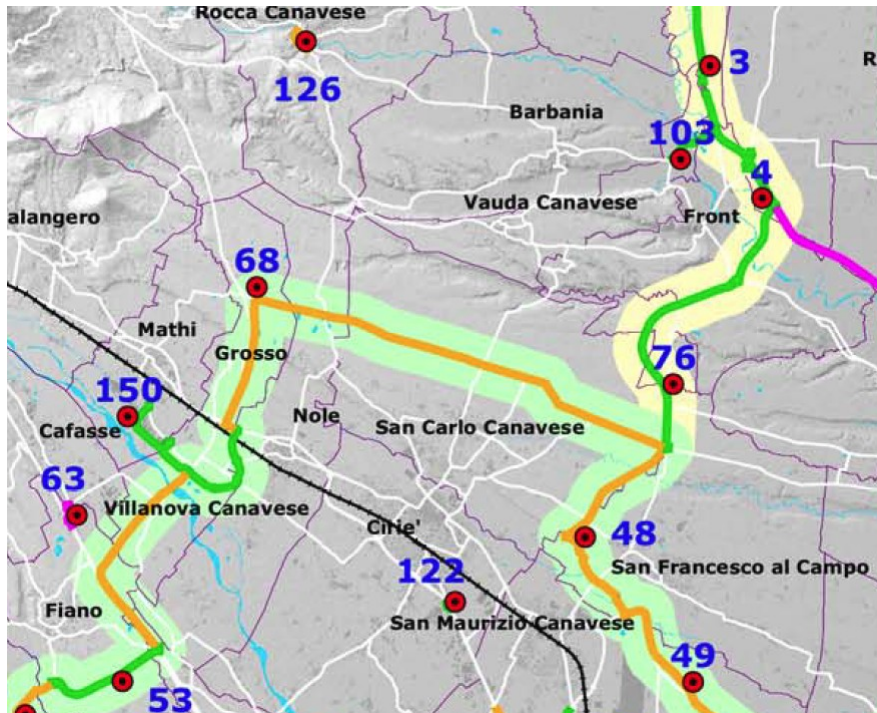 Rocca Canavese
126
3
R
Barbania
103
4
Vauda Canavese
Front
alangero
68
Mathi
Grosso
76
150
Nole
San Carlo Canavese
Cafasse
63
Villanova Canavese
Cirie'
48
122
San Francesco al Campo
Fiano
San Maurizio Canavese
49
53